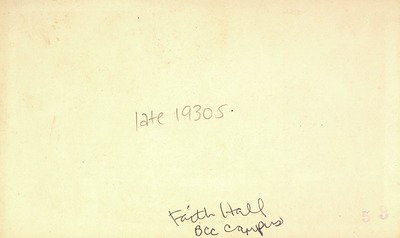 late 1930s.
Faith Hall
BCC Campus
53